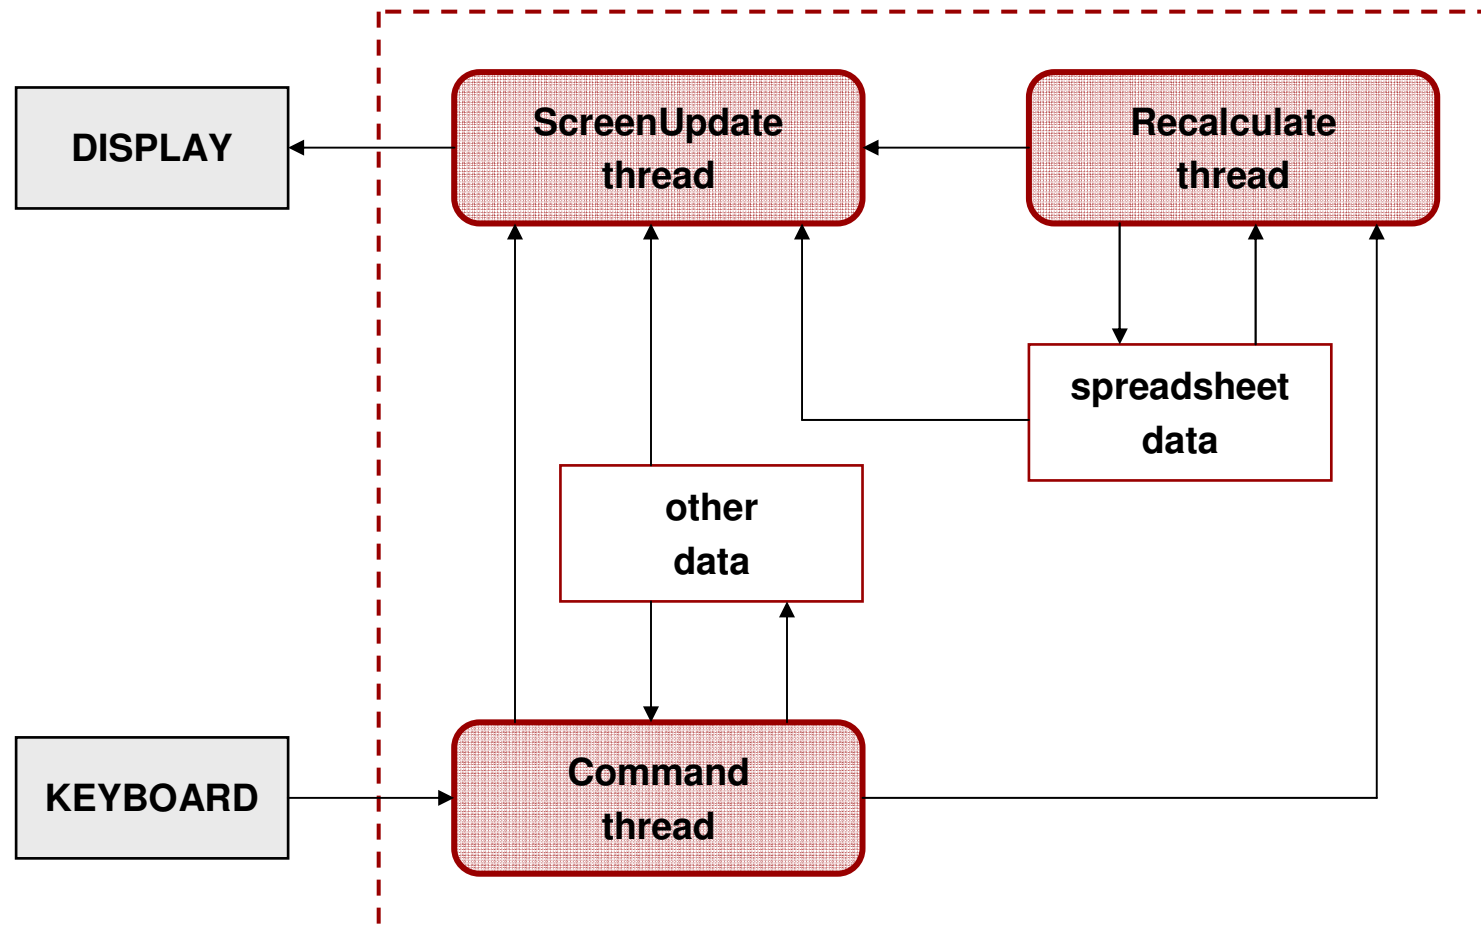 DISPLAY
ScreenUpdate
thread
Recalculate
thread
spreadsheet
data
other
data
KEYBOARD
Command
thread